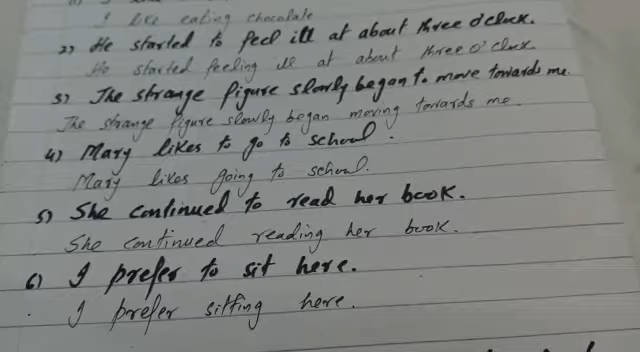 I like eating chocolate
2) He started to feel ill at about three o'clock.
He started feeling ill at about three o'clock
3) The strange figure slowly began to move towards me.
The strange figure slowly began moving towards me.
4) Mary likes to go to school.
Mary likes going to school.
5) She continued to read her book.
She continued reading her book.
6) I prefer to sit here.
I prefer sitting here.